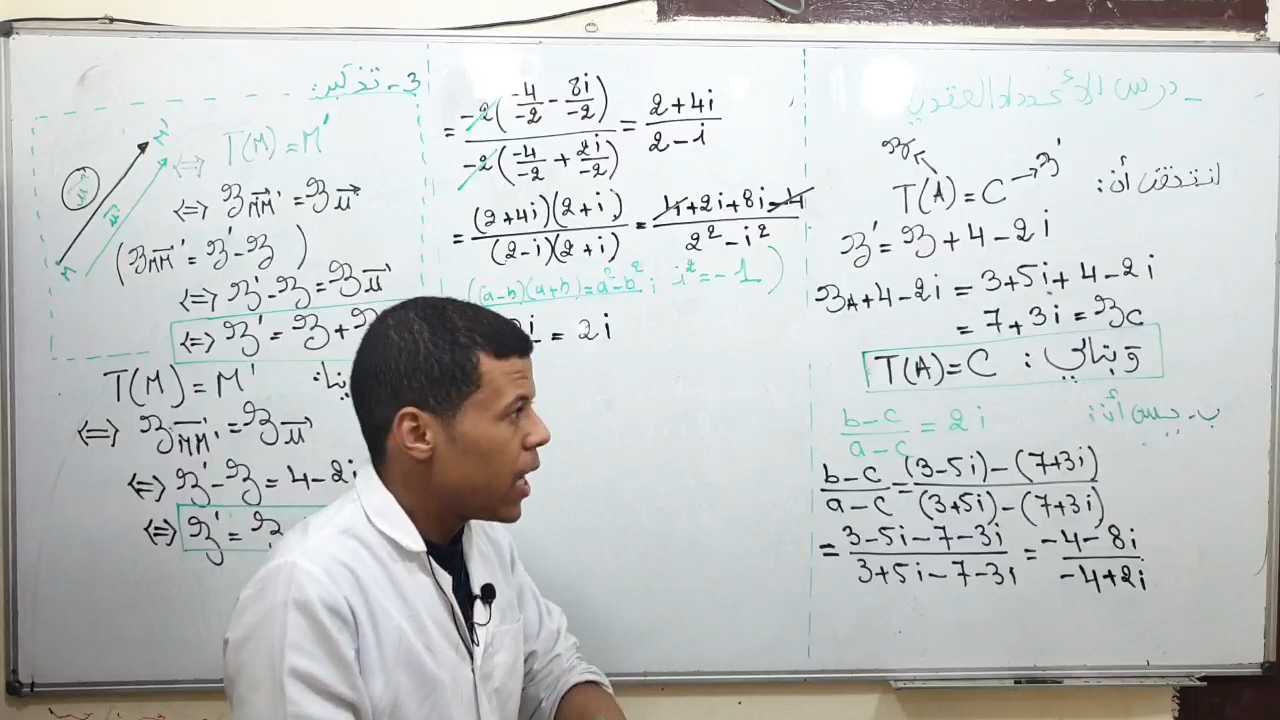 - درس الأعداد العقدية
z
T(A) = C → z'
أ- تحقق أن:
z' = z + 4 - 2i
z_A + 4 - 2i = 3 + 5i + 4 - 2i
= 7 + 3i = z_C
وبالتالي : T(A) = C
ب- بين أن:
(b - c)/(a - c) = 2i
(b - c)/(a - c) = ((3 - 5i) - (7 + 3i))/((3 + 5i) - (7 + 3i))
= (3 - 5i - 7 - 3i)/(3 + 5i - 7 - 3i) = (-4 - 8i)/(-4 + 2i)
= (-2(-4/-2 - 8i/-2))/(-2(-4/-2 + 2i/-2)) = (2 + 4i)/(2 - i)
= ((2 + 4i)(2 + i))/((2 - i)(2 + i)) = (4 + 2i + 8i - 4)/(2² - i²)
((a-b)(a+b) = a² - b² ; i² = -1)
= 2i
3- تذكير:
M'
u
M
T(M) = M'
⇔ z_MM' = z_u
(z_MM' = z' - z)
⇔ z' - z = z_u
⇔ z' = z +
T(M) = M'
⇔ z_MM' = z_u
⇔ z' - z = 4 - 2i
⇔ z' = z